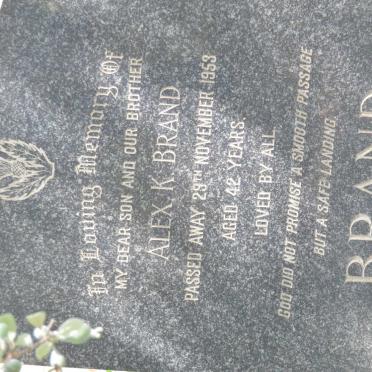 In Loving Memory Of
MY DEAR SON AND OUR BROTHER
ALEX K. BRAND
PASSED AWAY 29TH NOVEMBER 1953
AGED 42 YEARS.
LOVED BY ALL.
GOD DID NOT PROMISE A SMOOTH PASSAGE
BUT A SAFE LANDING.
BRAND